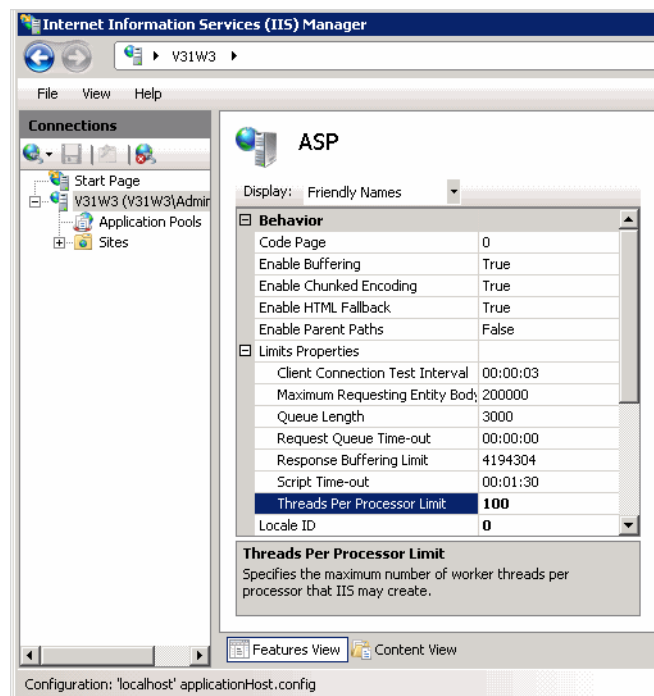 Internet Information Services (IIS) Manager
V31W3
File View Help
Connections
Start Page
V31W3 (V31W3\Admir
Application Pools
Sites
ASP
Display: Friendly Names
Behavior
Code Page 0
Enable Buffering True
Enable Chunked Encoding True
Enable HTML Fallback True
Enable Parent Paths False
Limits Properties
Client Connection Test Interval 00:00:03
Maximum Requesting Entity Body 200000
Queue Length 3000
Request Queue Time-out 00:00:00
Response Buffering Limit 4194304
Script Time-out 00:01:30
Threads Per Processor Limit 100
Locale ID 0
Threads Per Processor Limit
Specifies the maximum number of worker threads per
processor that IIS may create.
Features View Content View
Configuration: 'localhost' applicationHost.config